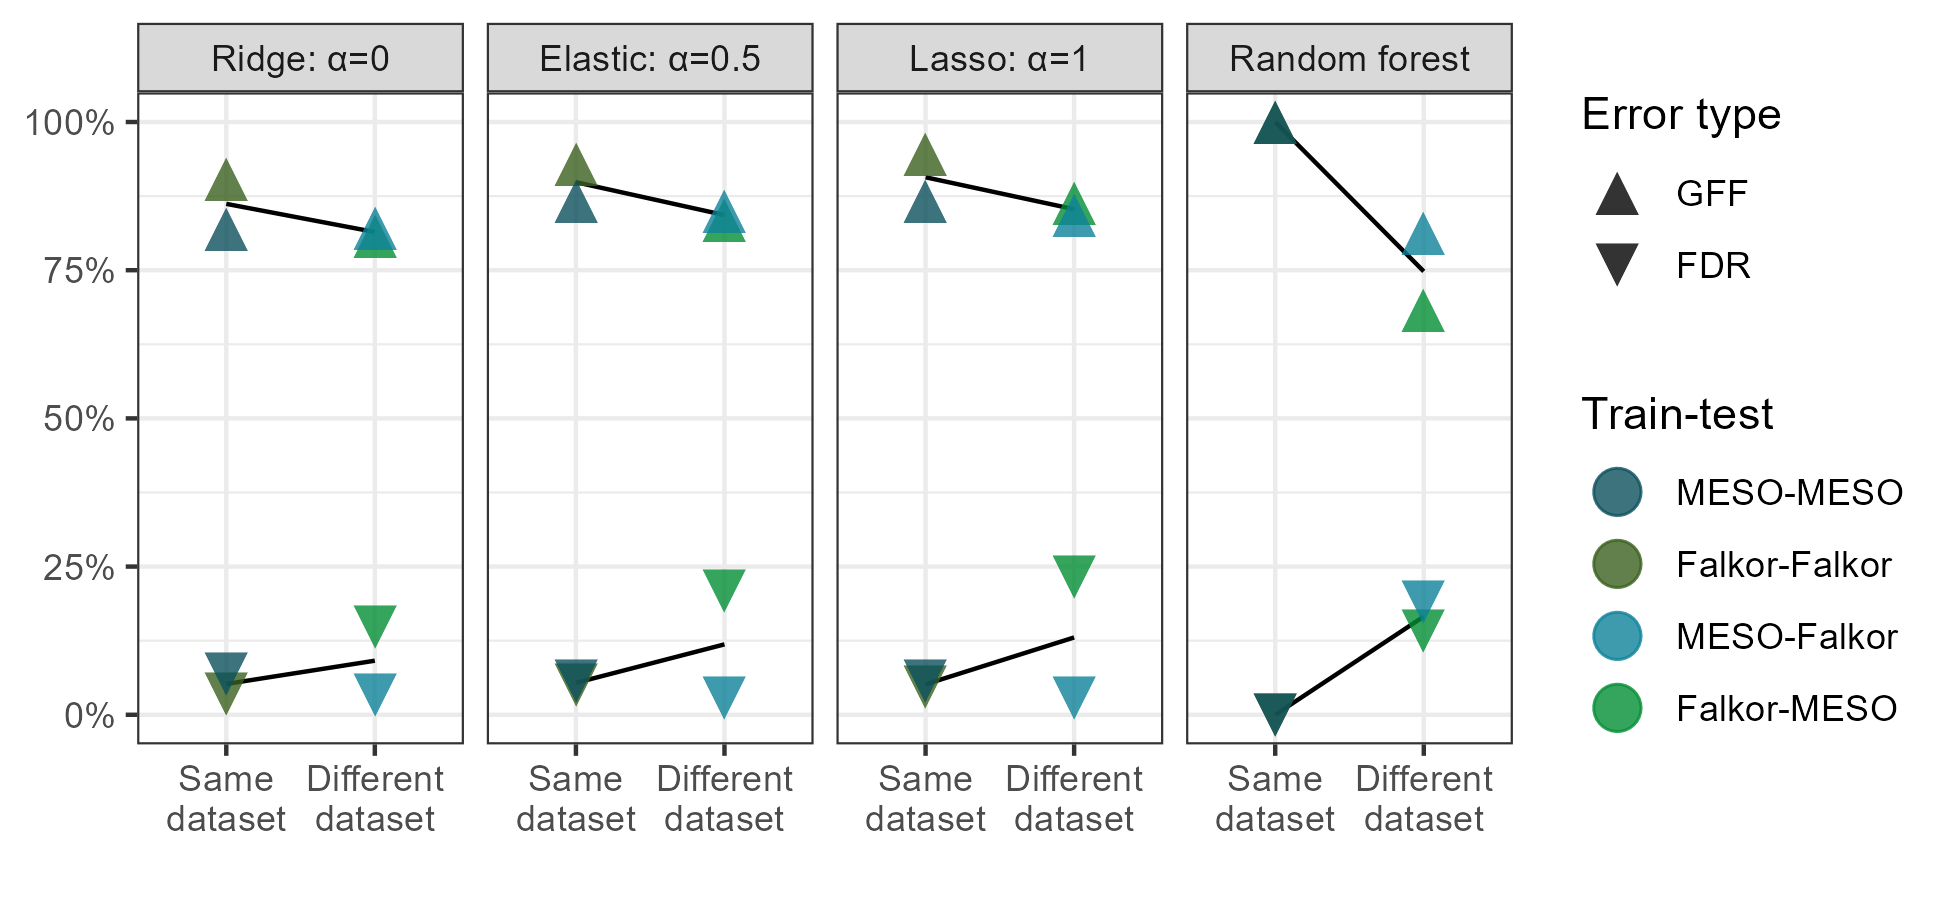 Ridge: α=0
Elastic: α=0.5
Lasso: α=1
Random forest
100%
75%
50%
25%
0%
Same
dataset
Different
dataset
Same
dataset
Different
dataset
Same
dataset
Different
dataset
Same
dataset
Different
dataset
Error type
GFF
FDR
Train-test
MESO-MESO
Falkor-Falkor
MESO-Falkor
Falkor-MESO